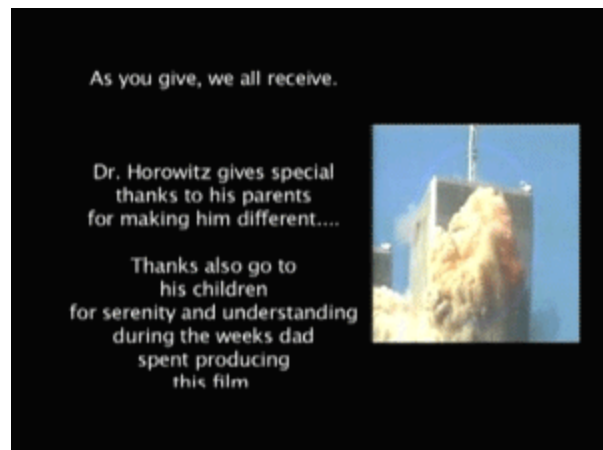 As you give, we all receive.
Dr. Horowitz gives special
thanks to his parents
for making him different....
Thanks also go to
his children
for serenity and understanding
during the weeks dad
spent producing
this film